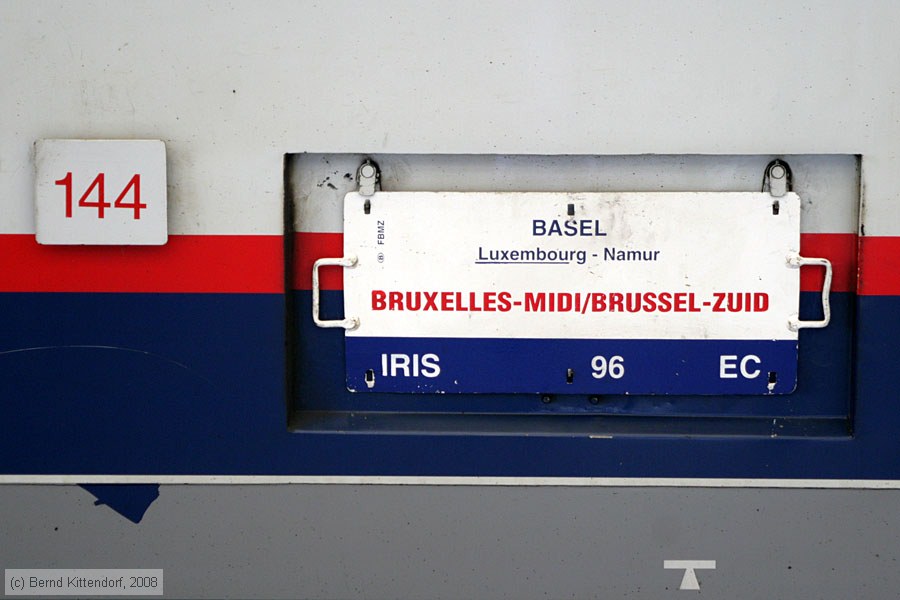 144
(B) FBMZ
BASEL
Luxembourg - Namur
BRUXELLES-MIDI/BRUSSEL-ZUID
IRIS 96 EC
(c) Bernd Kittendorf, 2008